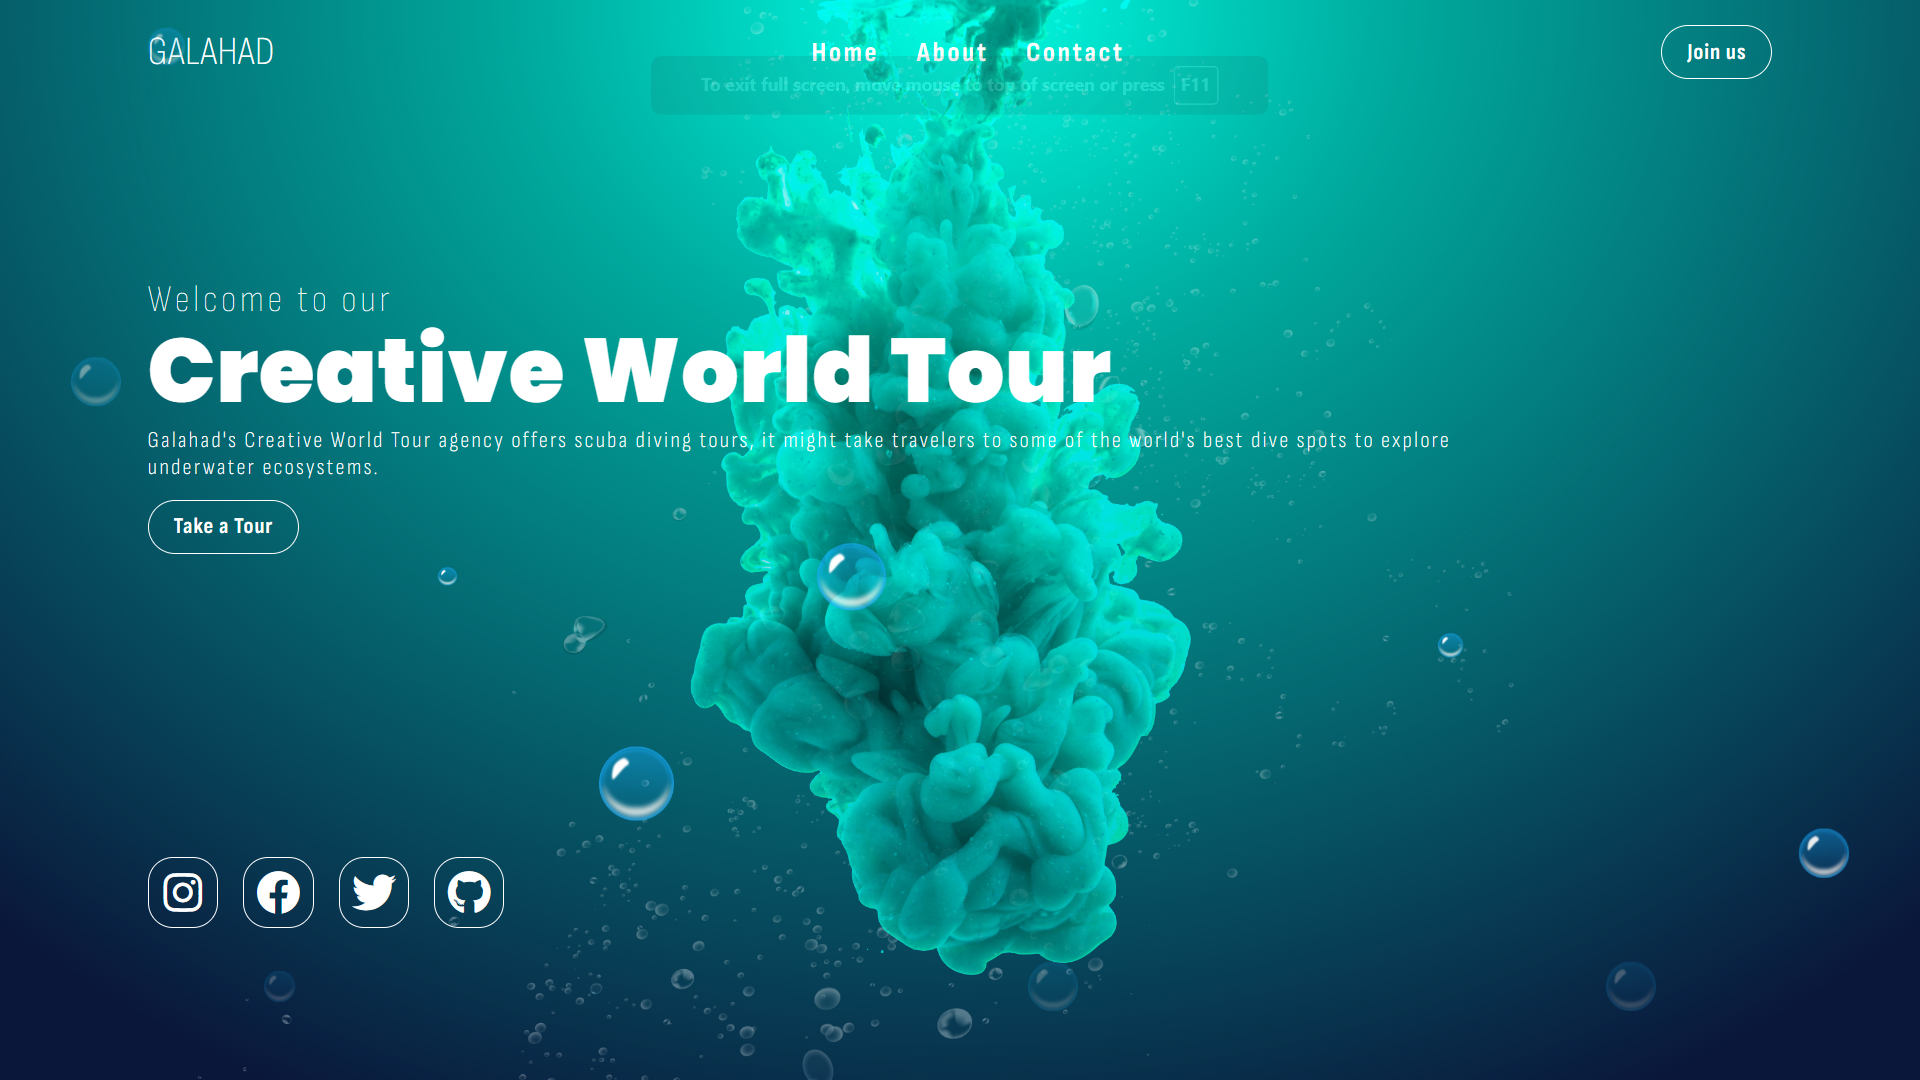 GALAHAD
Home About Contact
Join us
To exit full screen, move mouse to top of screen or press F11
Welcome to our
Creative World Tour
Galahad's Creative World Tour agency offers scuba diving tours, it might take travelers to some of the world's best dive spots to explore
underwater ecosystems.
Take a Tour